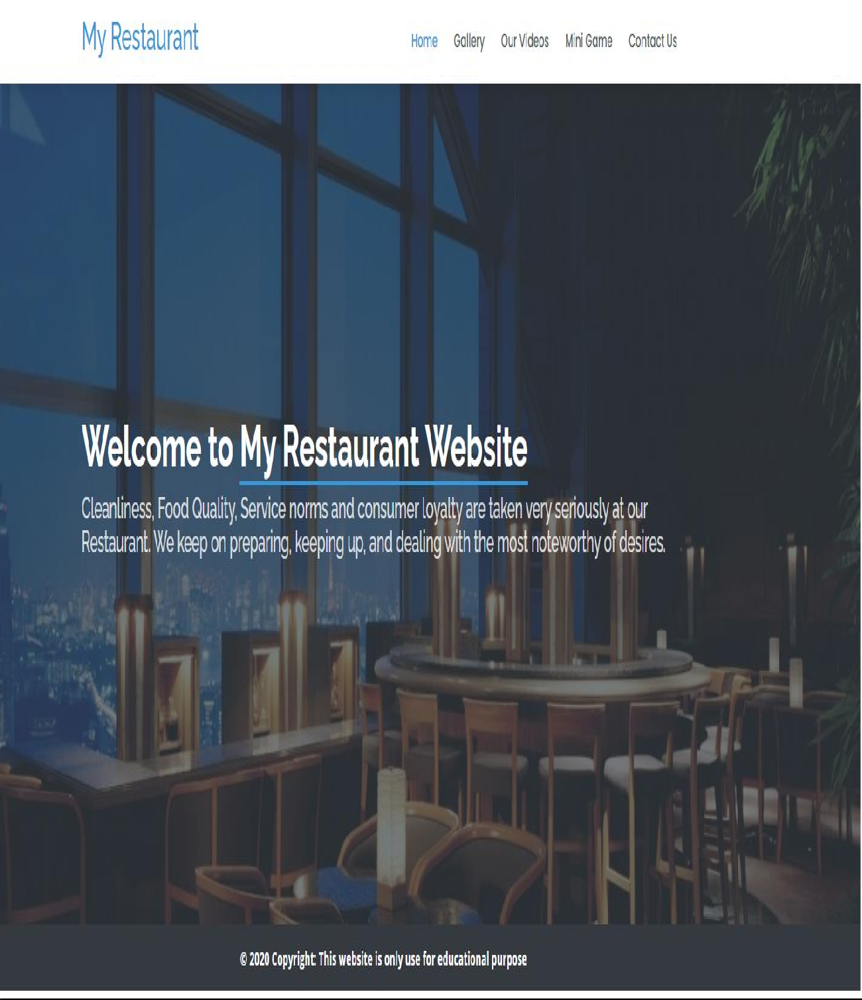 My Restaurant
Home Gallery Our Videos Mini Game Contact Us
Welcome to My Restaurant Website
Cleanliness, Food Quality, Service norms and consumer loyalty are taken very seriously at our
Restaurant. We keep on preparing, keeping up, and dealing with the most noteworthy of desires.
© 2020 Copyright: This website is only use for educational purpose